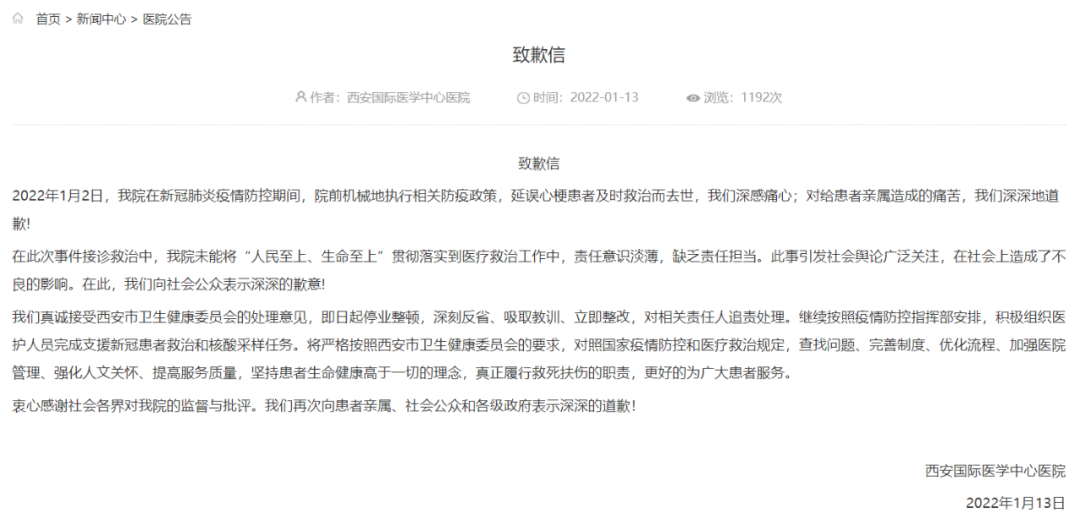 首页 > 新闻中心 > 医院公告
致歉信
作者：西安国际医学中心医院 时间：2022-01-13 浏览：1192次
致歉信
2022年1月2日，我院在新冠肺炎疫情防控期间，院前机械地执行相关防疫政策，延误心梗患者及时救治而去世，我们深感痛心；对给患者亲属造成的痛苦，我们深深地道
歉!
在此次事件接诊救治中，我院未能将“人民至上、生命至上”贯彻落实到医疗救治工作中，责任意识淡薄，缺乏责任担当。此事引发社会舆论广泛关注，在社会上造成了不
良的影响。在此，我们向社会公众表示深深的歉意!
我们真诚接受西安市卫生健康委员会的处理意见，即日起停业整顿，深刻反省、吸取教训、立即整改，对相关责任人追责处理。继续按照疫情防控指挥部安排，积极组织医
护人员完成支援新冠患者救治和核酸采样任务。将严格按照西安市卫生健康委员会的要求，对照国家疫情防控和医疗救治规定，查找问题、完善制度、优化流程、加强医院
管理、强化人文关怀、提高服务质量，坚持患者生命健康高于一切的理念，真正履行救死扶伤的职责，更好的为广大患者服务。
衷心感谢社会各界对我院的监督与批评。我们再次向患者亲属、社会公众和各级政府表示深深的道歉！
西安国际医学中心医院
2022年1月13日